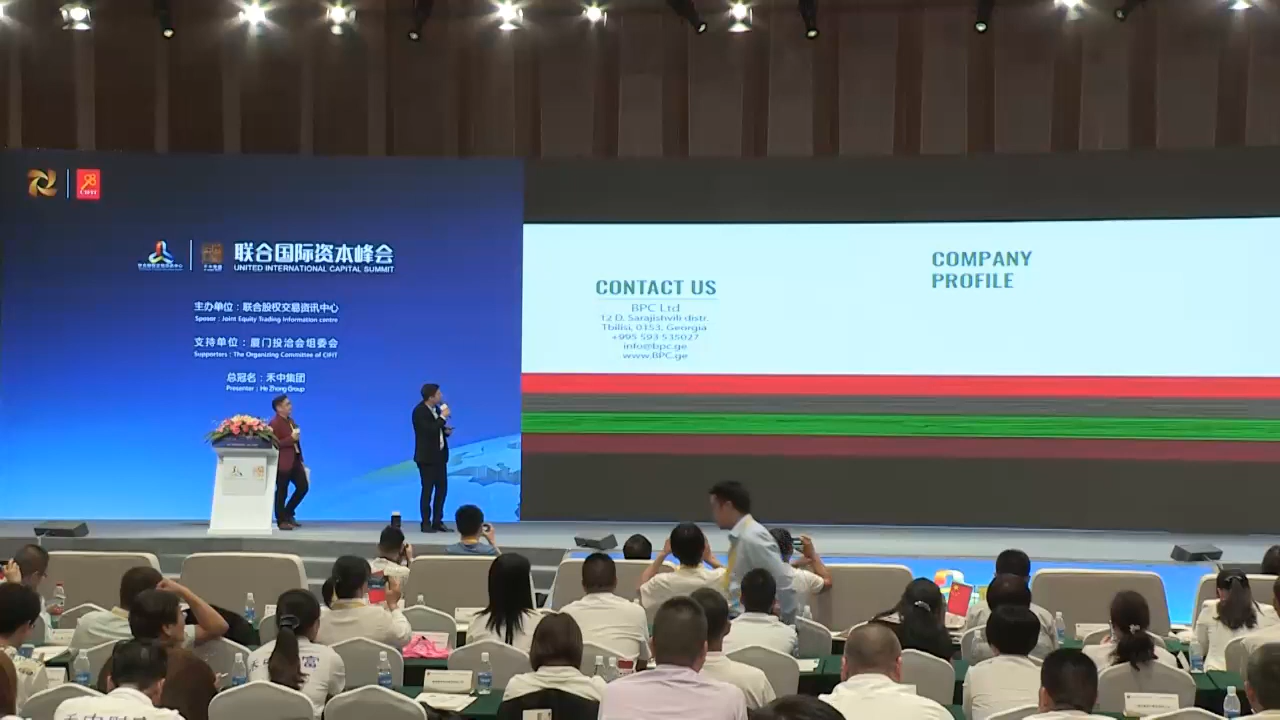 CIFIT
联合国际资本峰会
UNITED INTERNATIONAL CAPITAL SUMMIT
主办单位：联合股权交易资讯中心
Sponsor: Joint Equity Trading Information centre
支持单位：厦门投洽会组委会
Supporters: The Organizing Committee of CIFIT
总冠名：禾中集团
Presenter: He Zhong Group
CONTACT US
BPC Ltd
12 D. Sarajishvili distr.
Tbilisi, 0153, Georgia
+995 593 535027
info@bpc.ge
www.BPC.ge
COMPANY
PROFILE